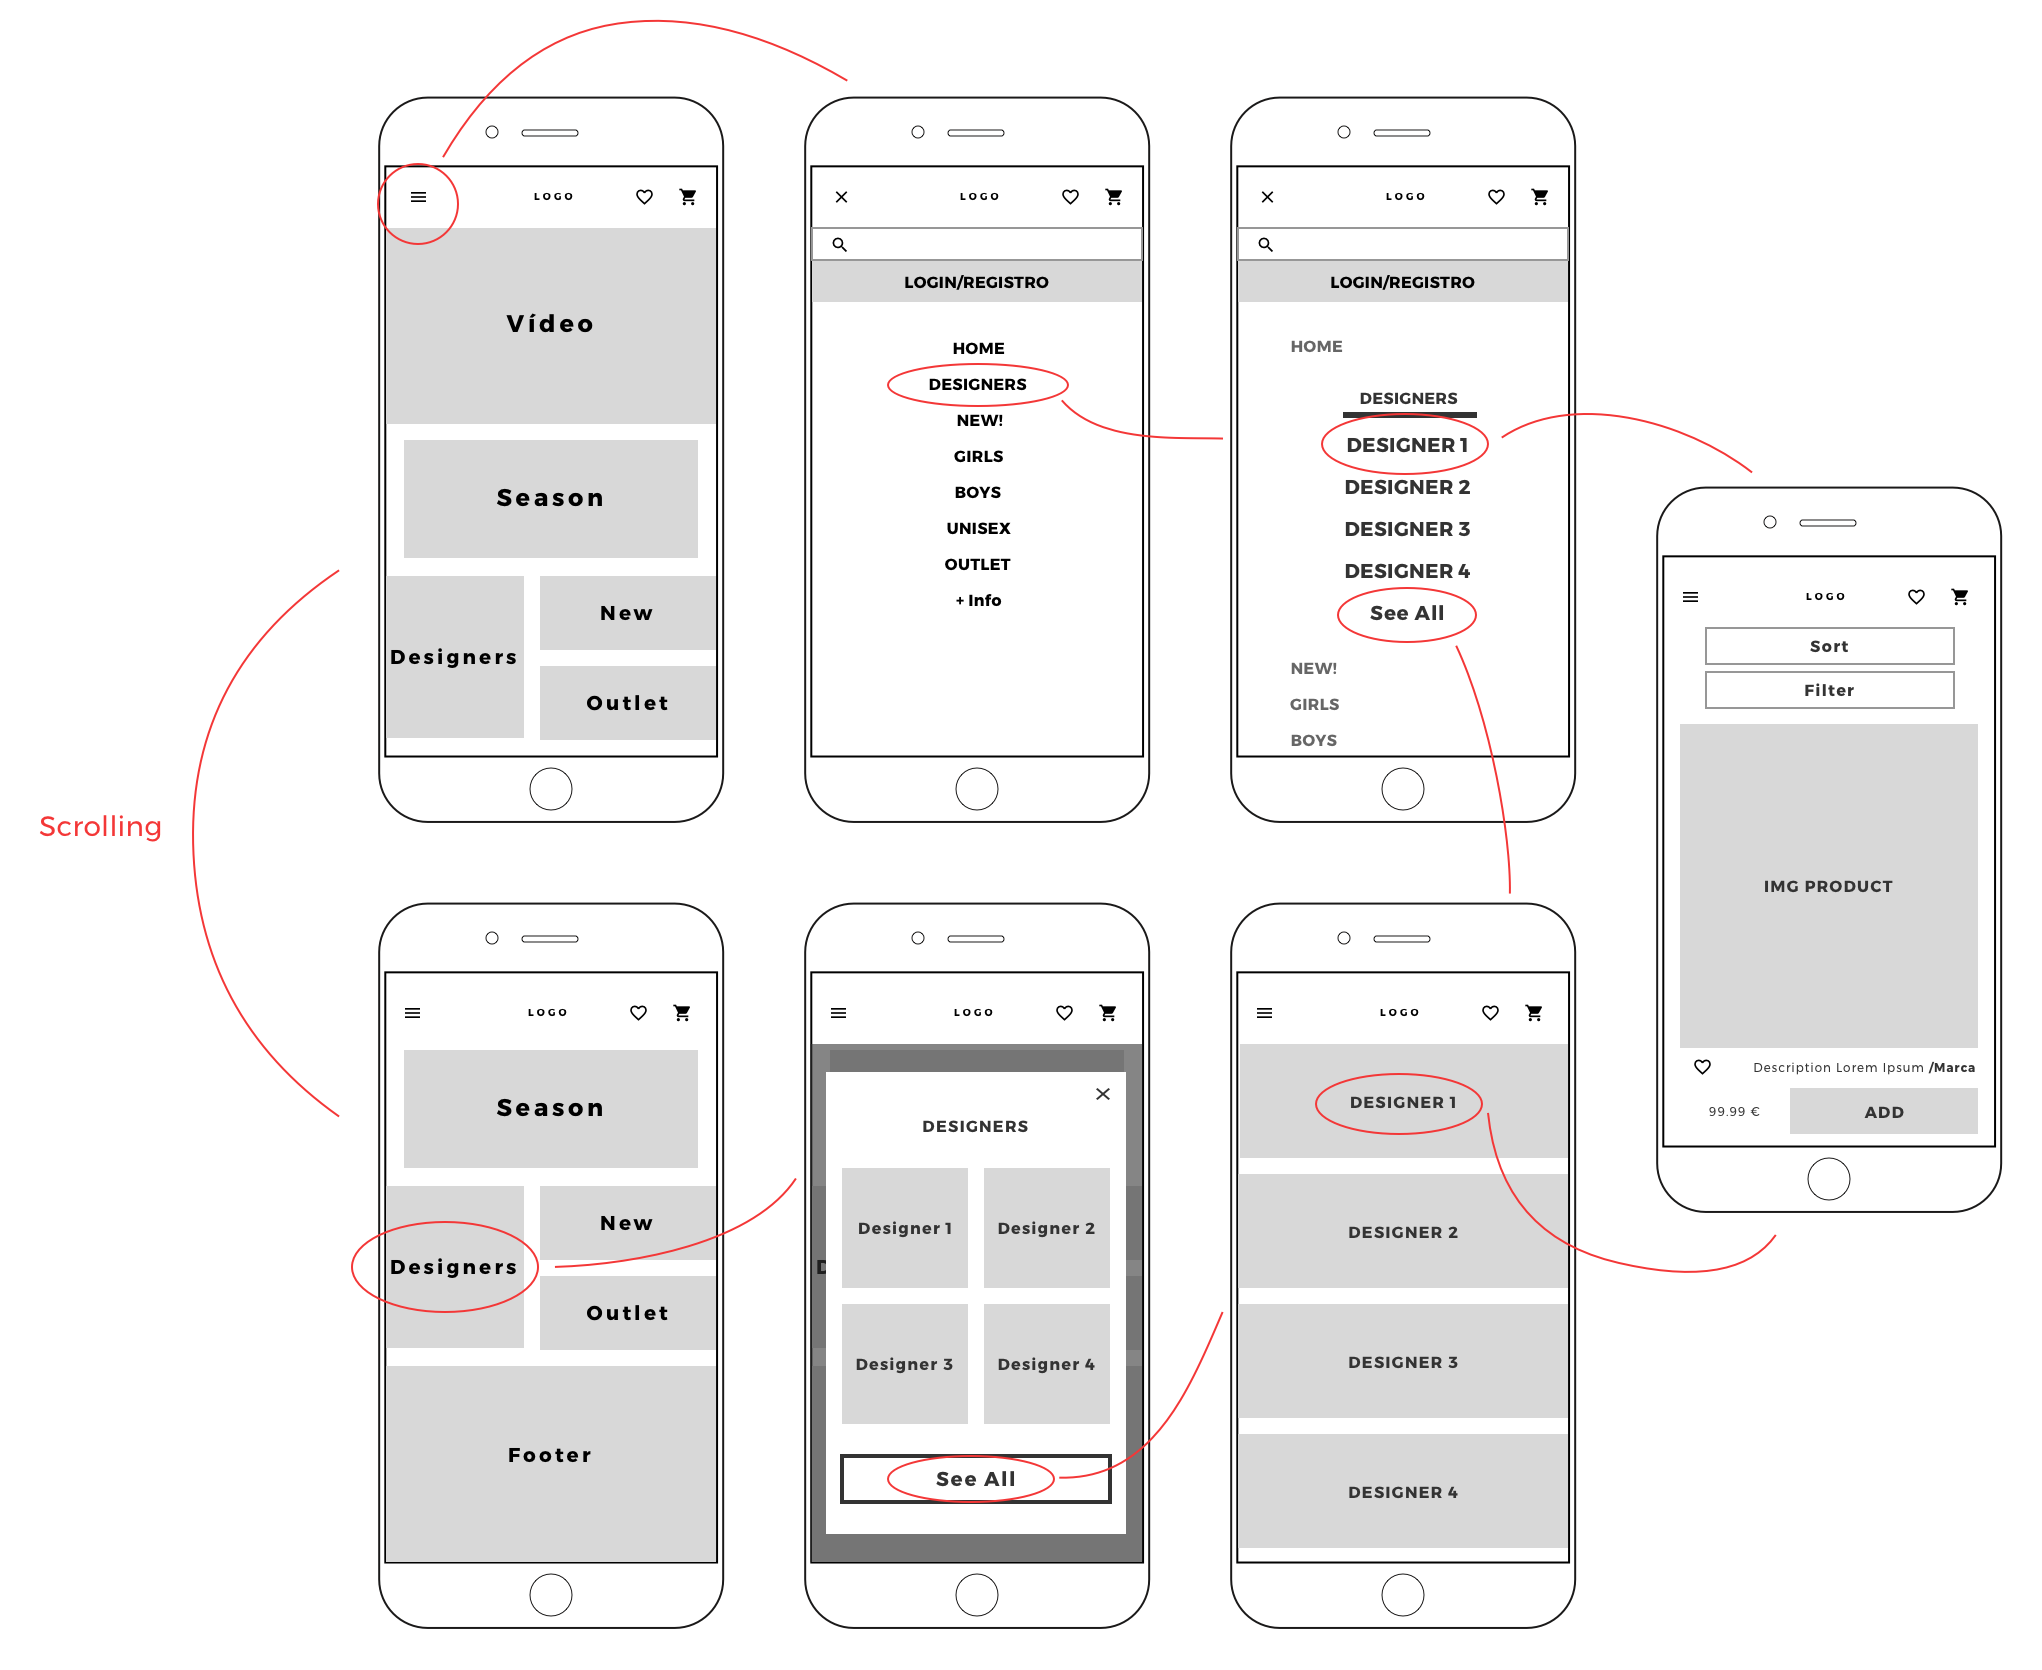 LOGO
Vídeo
Season
Designers
New
Outlet
LOGO
LOGIN/REGISTRO
HOME
DESIGNERS
NEW!
GIRLS
BOYS
UNISEX
OUTLET
+ Info
LOGO
LOGIN/REGISTRO
HOME
DESIGNERS
DESIGNER 1
DESIGNER 2
DESIGNER 3
DESIGNER 4
See All
NEW!
GIRLS
BOYS
LOGO
Sort
Filter
IMG PRODUCT
Description Lorem Ipsum /Marca
99.99 € ADD
Scrolling
LOGO
Season
Designers
New
Outlet
Footer
LOGO
D
DESIGNERS
Designer 1 Designer 2
Designer 3 Designer 4
See All
LOGO
DESIGNER 1
DESIGNER 2
DESIGNER 3
DESIGNER 4